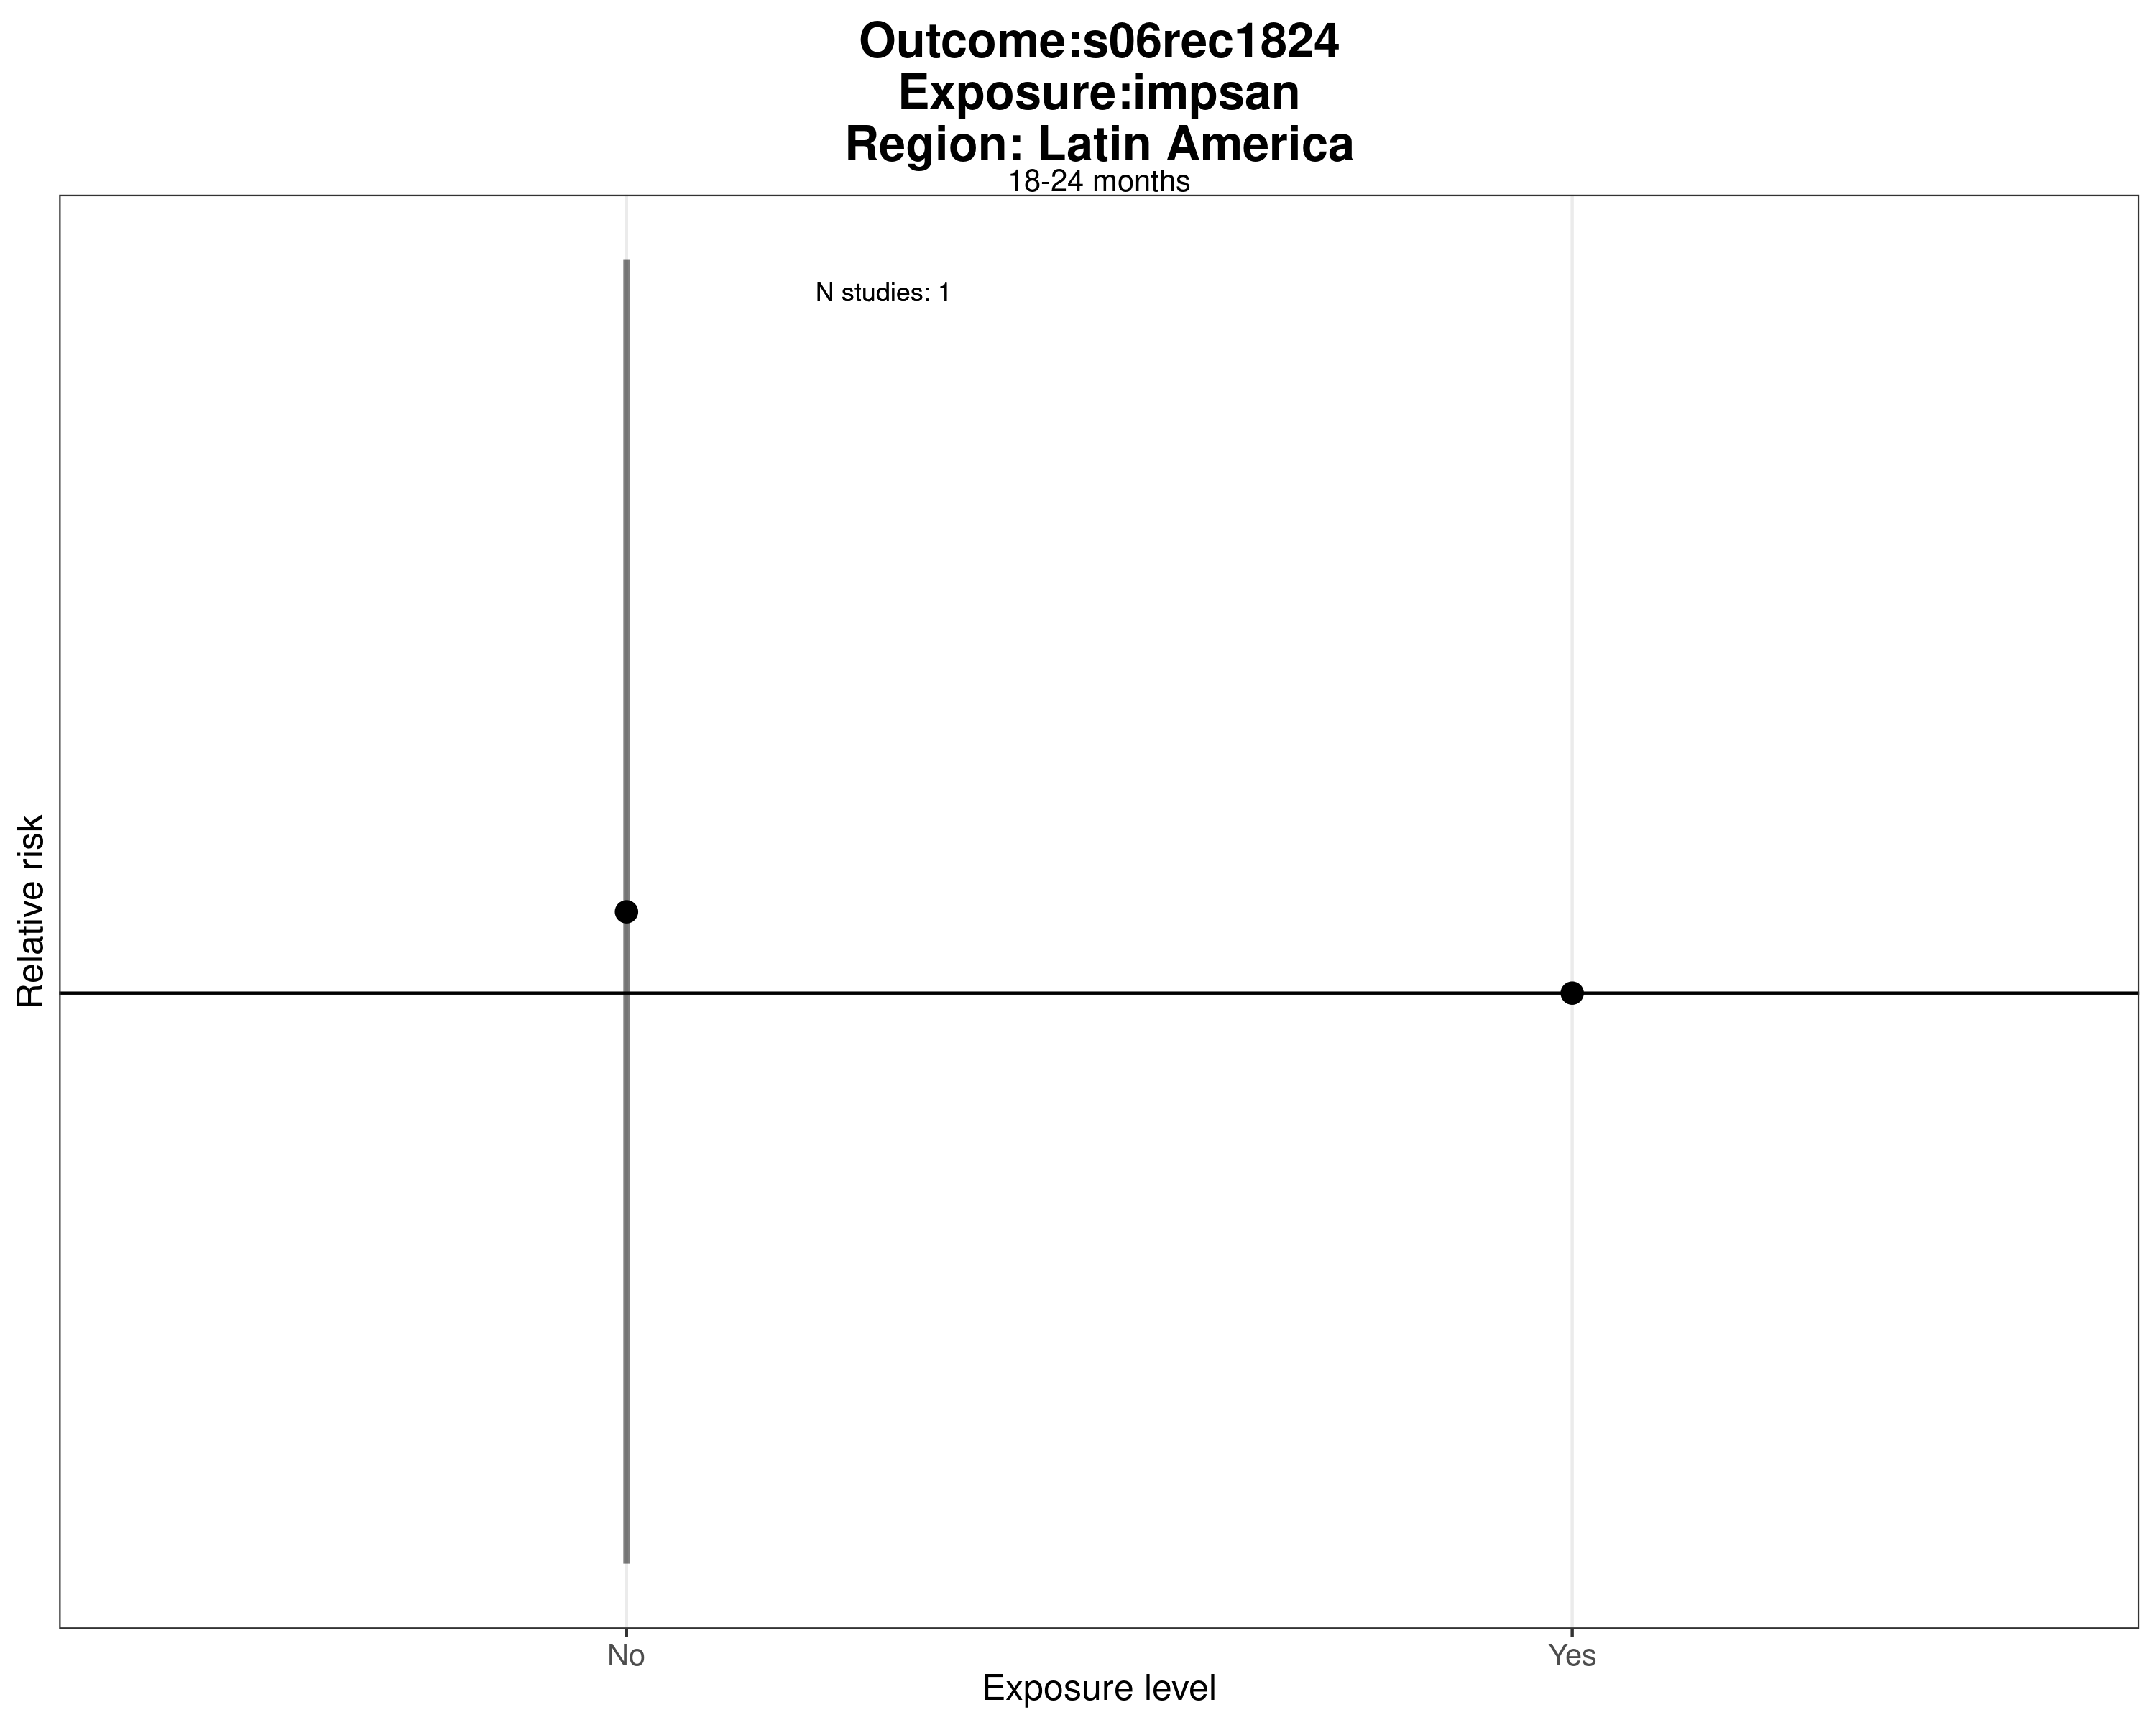 Outcome:s06rec1824
Exposure:impsan
Region: Latin America
18-24 months
N studies: 1
Relative risk
No
Yes
Exposure level